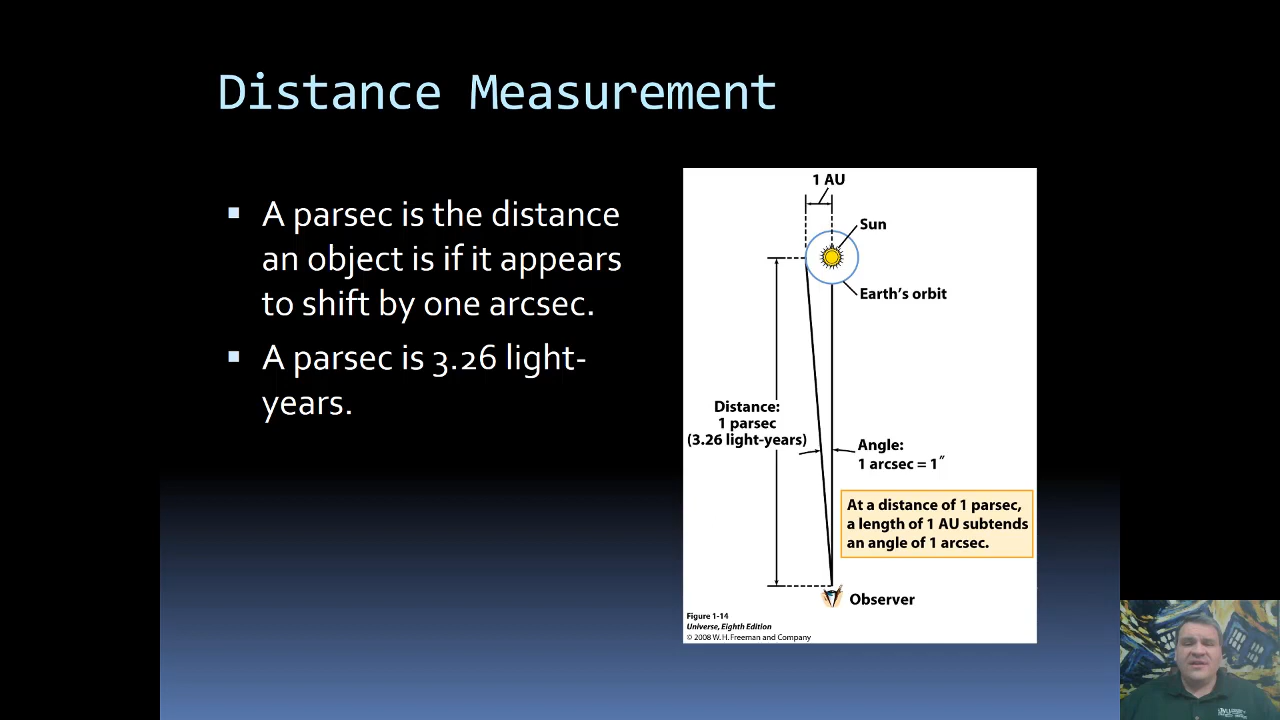 Distance Measurement
A parsec is the distance
an object is if it appears
to shift by one arcsec.
A parsec is 3.26 light-
years.
1 AU
Sun
Earth's orbit
Distance:
1 parsec
(3.26 light-years)
Angle:
1 arcsec = 1″
At a distance of 1 parsec,
a length of 1 AU subtends
an angle of 1 arcsec.
Observer
Figure 1-14
Universe, Eighth Edition
© 2008 W. H. Freeman and Company